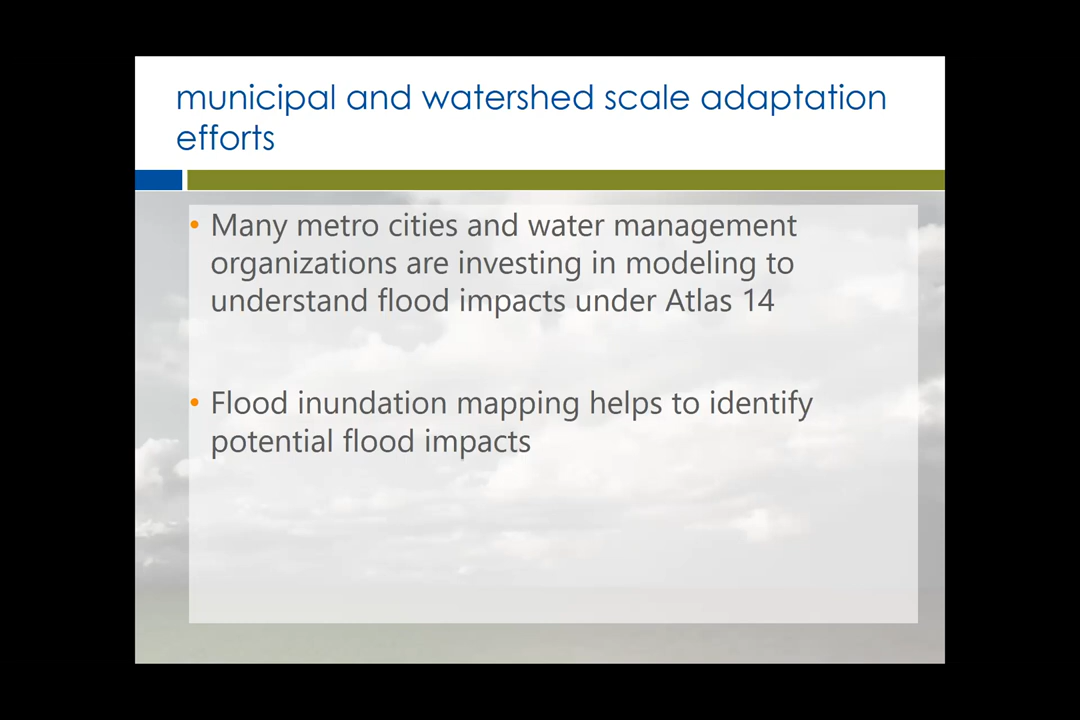 municipal and watershed scale adaptation
efforts
• Many metro cities and water management
organizations are investing in modeling to
understand flood impacts under Atlas 14
• Flood inundation mapping helps to identify
potential flood impacts